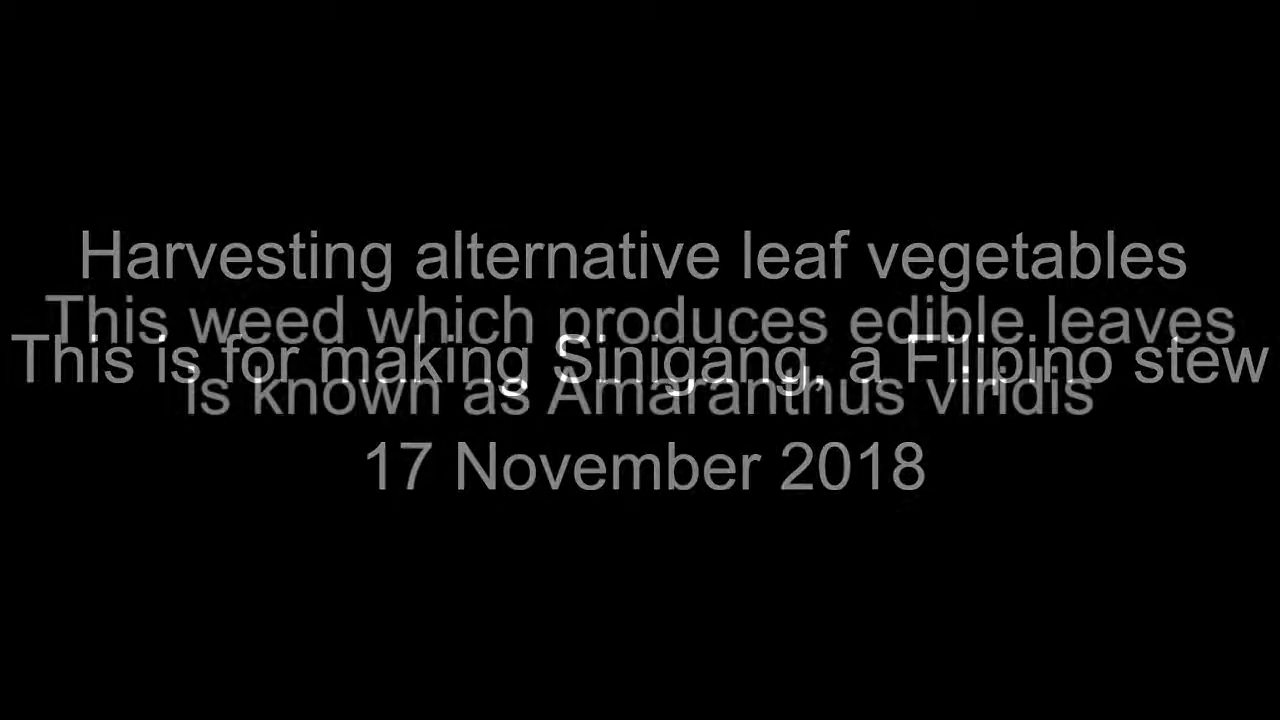 Harvesting alternative leaf vegetables
This weed which produces edible leaves
This is for making Sinigang, a Filipino stew
is known as Amaranthus viridis
17 November 2018